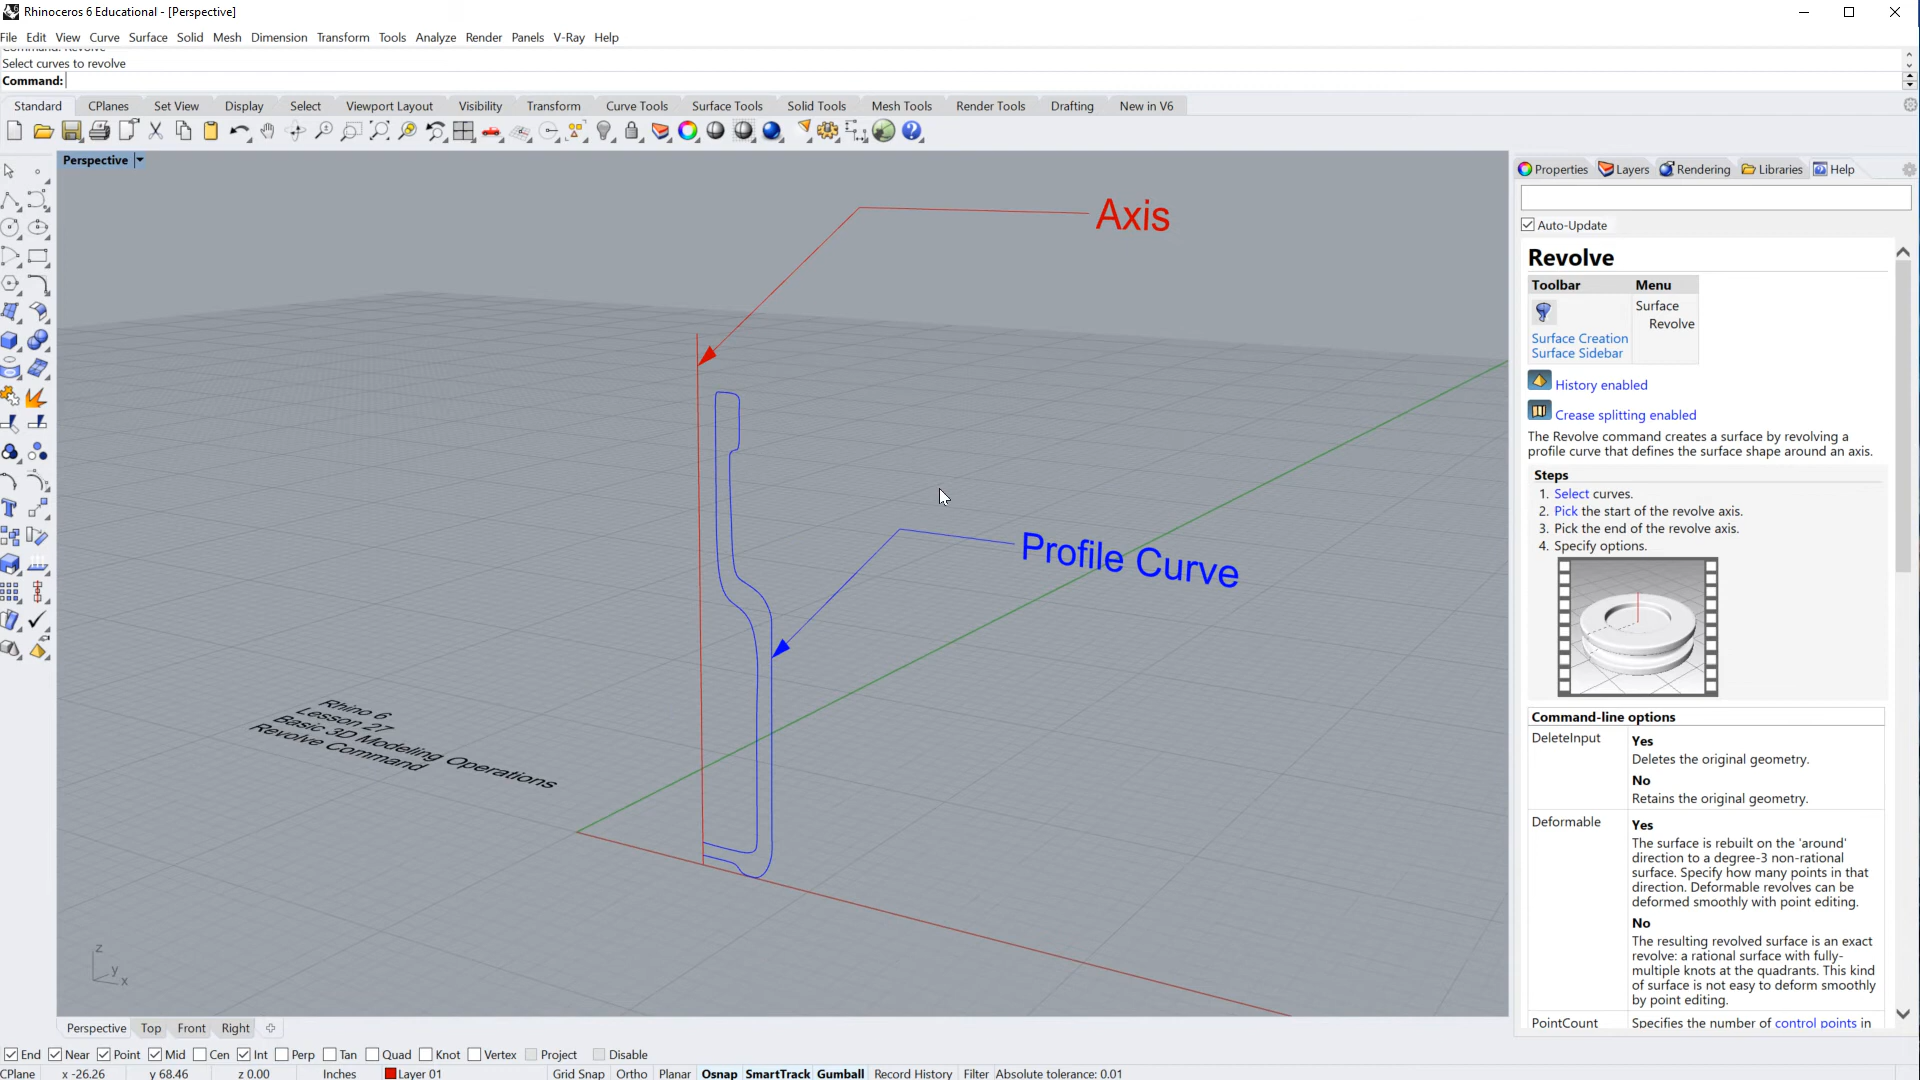 Rhinoceros 6 Educational - [Perspective]
File Edit View Curve Surface Solid Mesh Dimension Transform Tools Analyze Render Panels V-Ray Help
Command: Revolve
Select curves to revolve
Command:
Standard CPlanes Set View Display Select Viewport Layout Visibility Transform Curve Tools Surface Tools Solid Tools Mesh Tools Render Tools Drafting New in V6
Perspective
Axis
Profile Curve
Rhino 6
Lesson 27
Basic 3D Modeling Operations
Revolve Command
z
y
x
Properties Layers Rendering Libraries Help
Auto-Update
Revolve
Toolbar Menu
Surface
Revolve
Surface Creation
Surface Sidebar
History enabled
Crease splitting enabled
The Revolve command creates a surface by revolving a
profile curve that defines the surface shape around an axis.
Steps
1. Select curves.
2. Pick the start of the revolve axis.
3. Pick the end of the revolve axis.
4. Specify options.
Command-line options
DeleteInput Yes
Deletes the original geometry.
No
Retains the original geometry.
Deformable Yes
The surface is rebuilt on the 'around'
direction to a degree-3 non-rational
surface. Specify how many points in that
direction. Deformable revolves can be
deformed smoothly with point editing.
No
The resulting revolved surface is an exact
revolve: a rational surface with fully-
multiple knots at the quadrants. This kind
of surface is not easy to deform smoothly
by point editing.
PointCount Specifies the number of control points in
Perspective Top Front Right
End Near Point Mid Cen Int Perp Tan Quad Knot Vertex Project Disable
CPlane x -26.26 y 68.46 z 0.00 Inches Layer 01 Grid Snap Ortho Planar Osnap SmartTrack Gumball Record History Filter Absolute tolerance: 0.01